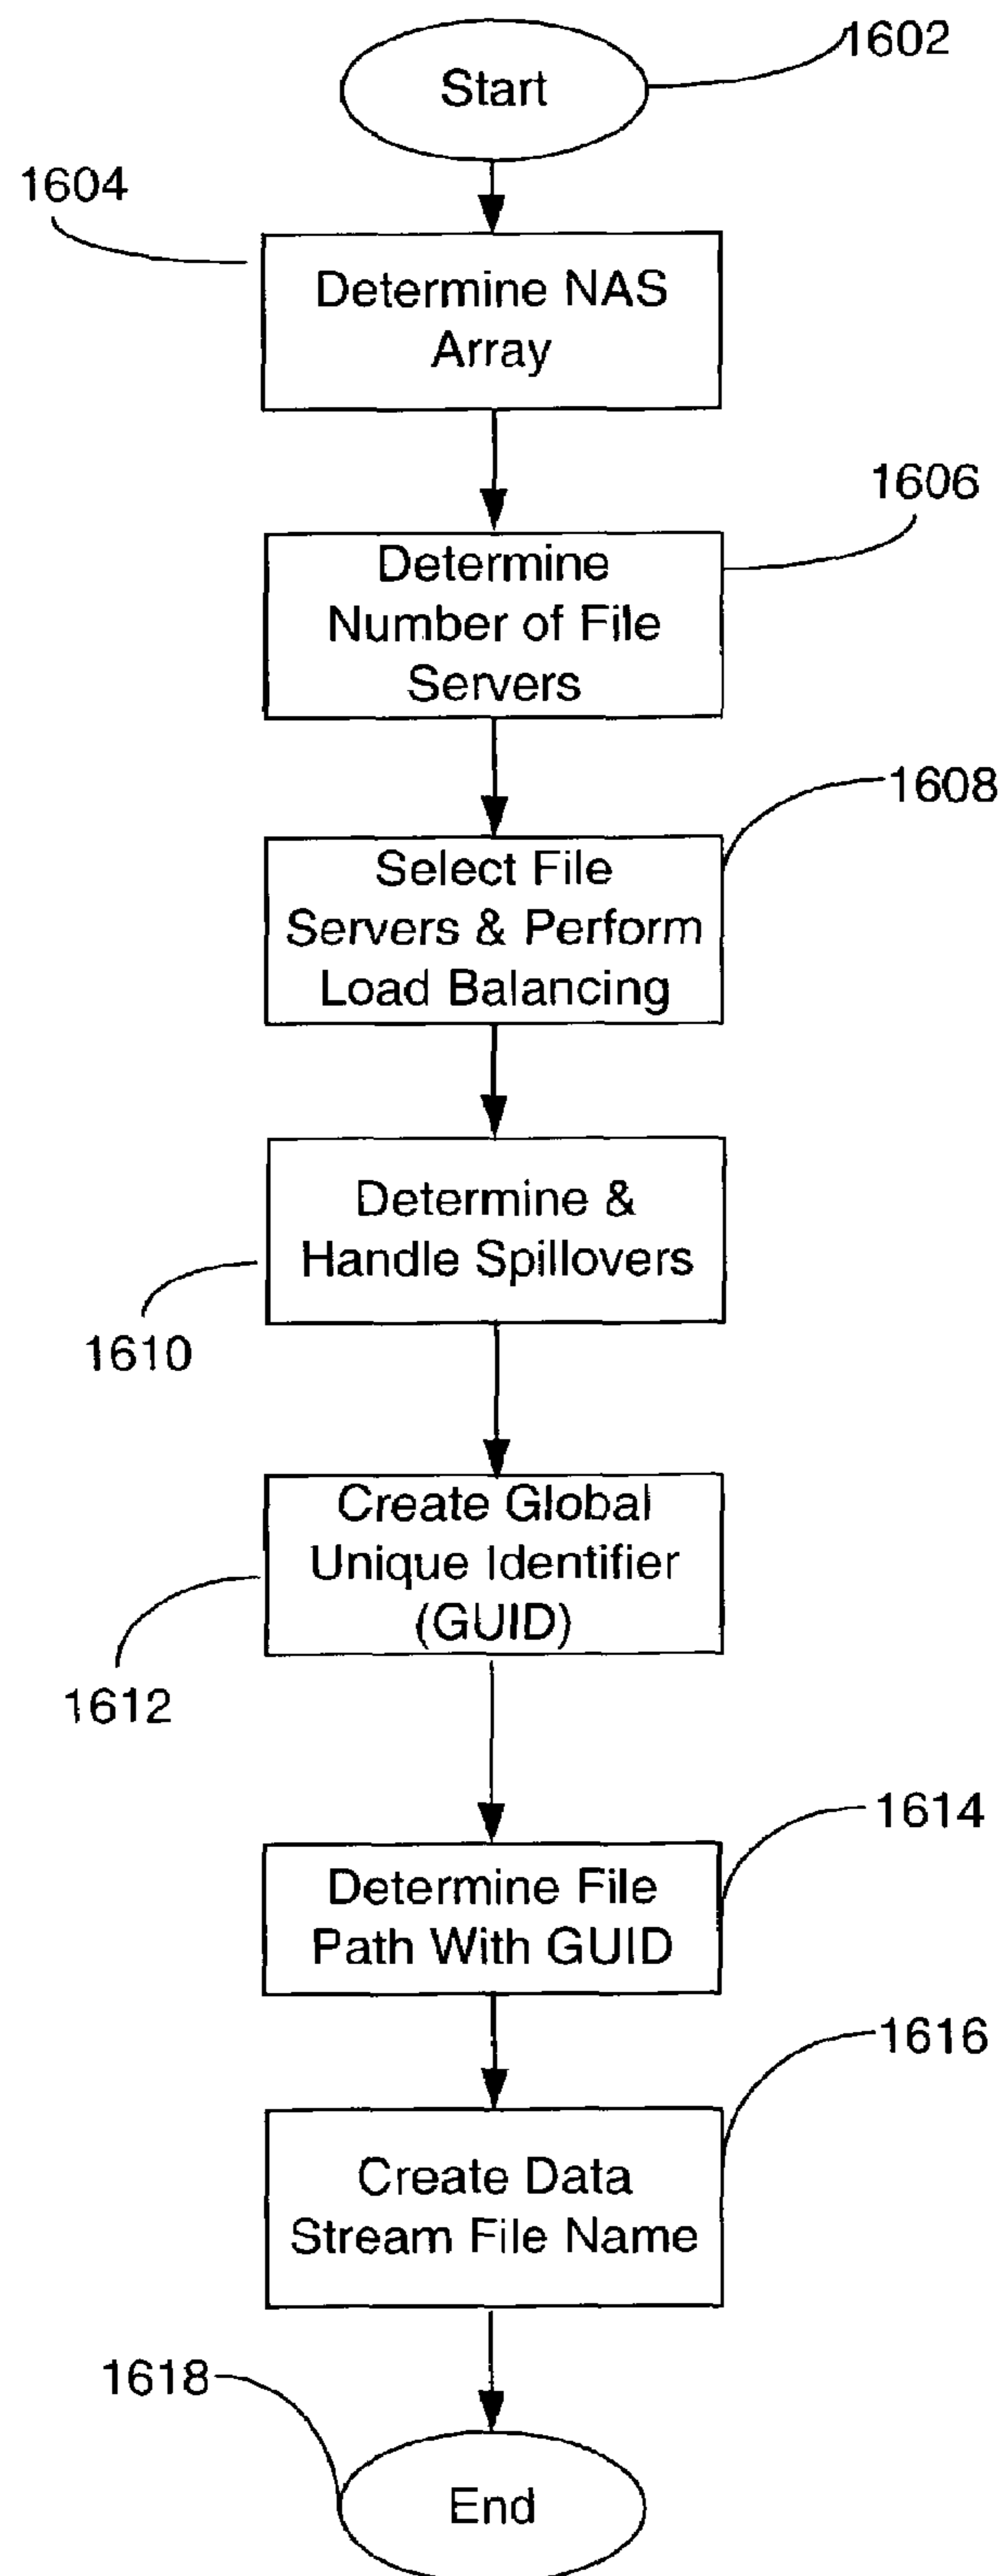 1602
Start
1604
Determine NAS
Array
1606
Determine
Number of File
Servers
1608
Select File
Servers & Perform
Load Balancing
Determine &
Handle Spillovers
1610
Create Global
Unique Identifier
(GUID)
1612
1614
Determine File
Path With GUID
1616
Create Data
Stream File Name
1618
End